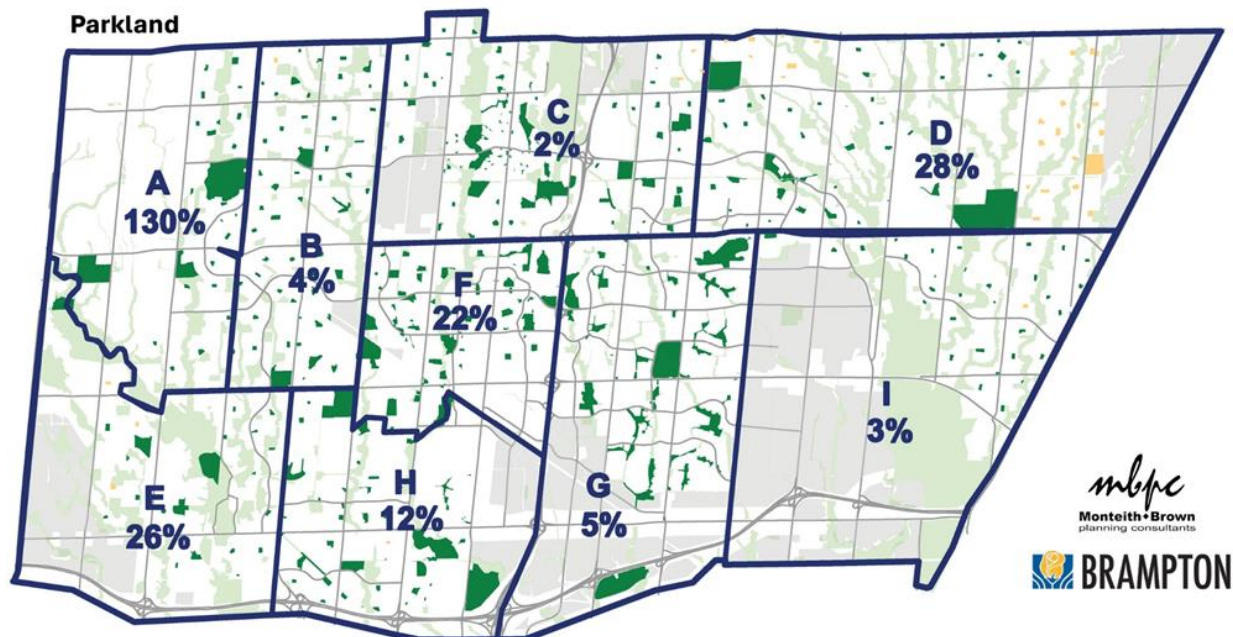 Parkland
A
130%
B
4%
C
2%
D
28%
E
26%
F
22%
G
5%
H
12%
I
3%
mbpc
Monteith•Brown
planning consultants
BRAMPTON